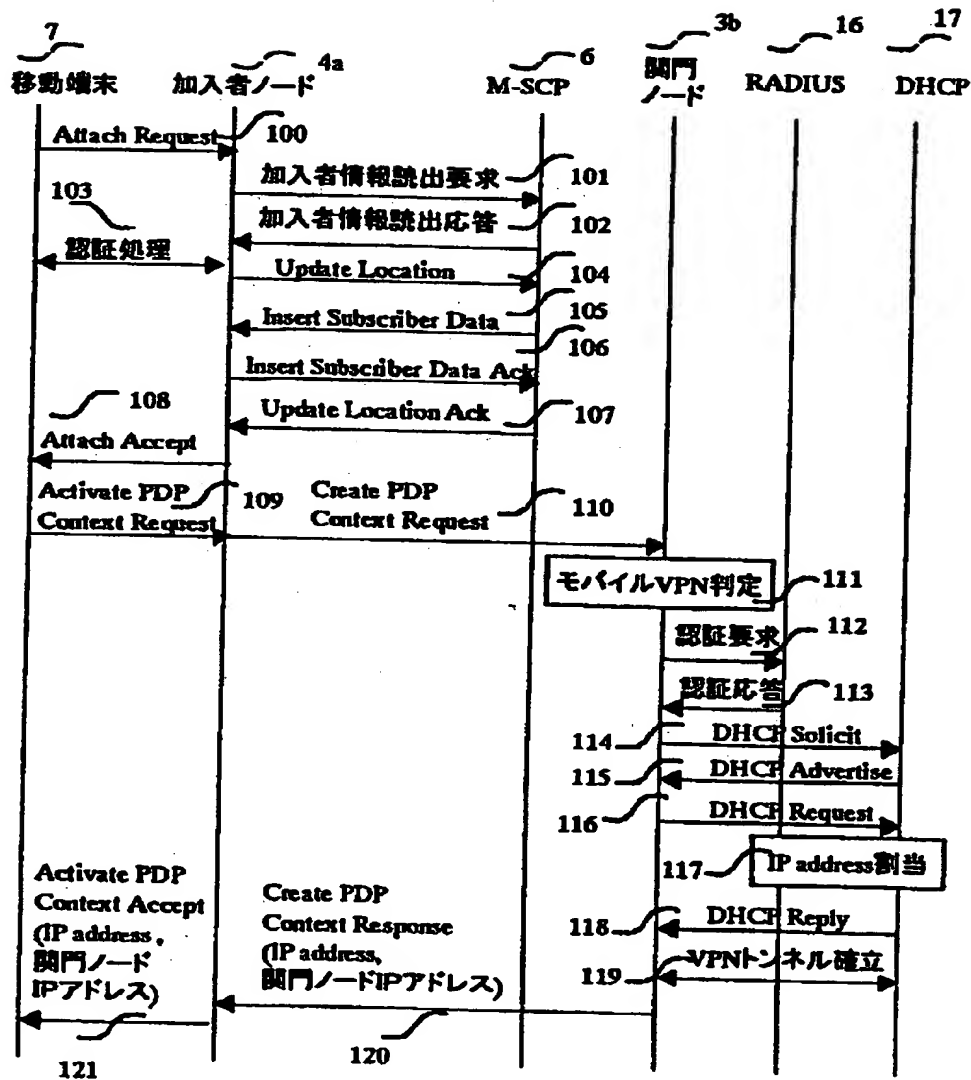 7
4a
6
3b
16
17
移動端末
加入者ノード
M-SCP
関門
ノード
RADIUS
DHCP
Attach Request
100
加入者情報読出要求
101
103
加入者情報読出応答
102
認証処理
Update Location
104
105
Insert Subscriber Data
106
Insert Subscriber Data Ack
108
Update Location Ack
107
Attach Accept
Activate PDP
Context Request
109
Create PDP
Context Request
110
モバイルVPN判定
111
認証要求
112
認証応答
113
114
DHCP Solicit
115
DHCP Advertise
116
DHCP Request
117
IP address割当
118
DHCP Reply
119
VPNトンネル確立
Activate PDP
Context Accept
(IP address,
関門ノード
IPアドレス)
Create PDP
Context Response
(IP address,
関門ノードIPアドレス)
121
120